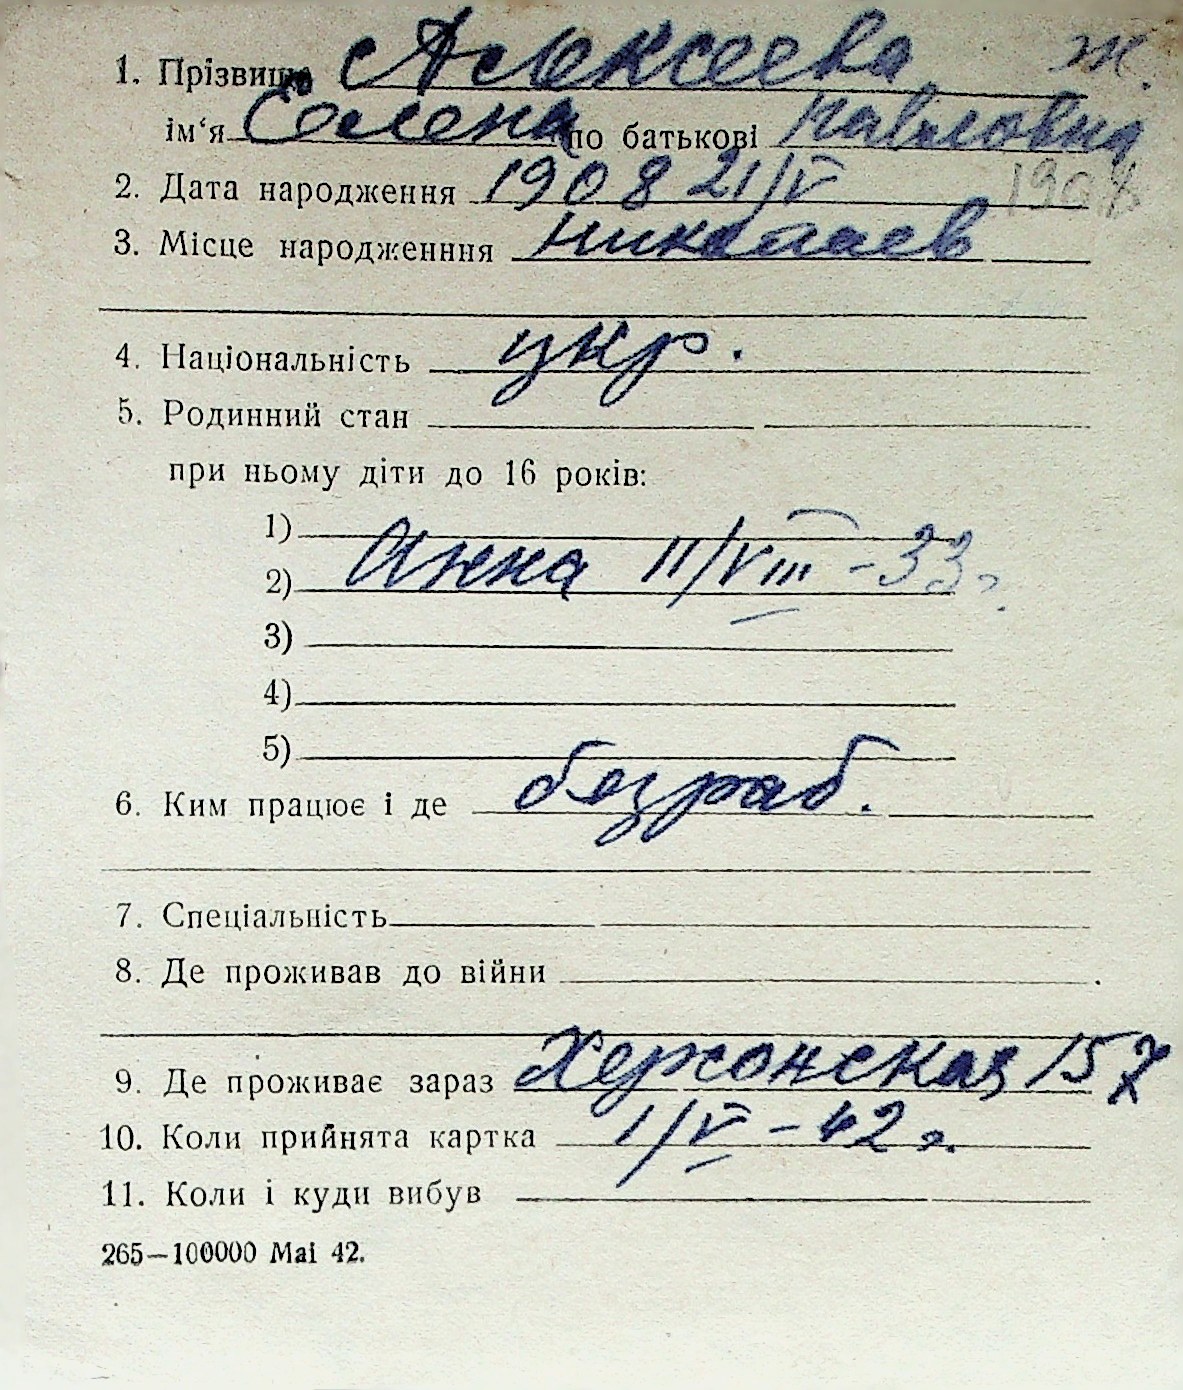 1. Прізвище Алексеева ж.
ім‘я Елена по батькові Павловна
2. Дата народження 1908 21/V 1908
3. Місце народженння Николаев
4. Національність укр.
5. Родинний стан
при ньому діти до 16 років:
1)
2) Анна 11/VIII - 33 г.
3)
4)
5)
6. Ким працює і де безраб.
7. Спеціальність
8. Де проживав до війни
9. Де проживає зараз Херсонская 157
10. Коли прийнята картка 1/V - 42 г.
11. Коли і куди вибув
265—100000 Mai 42.